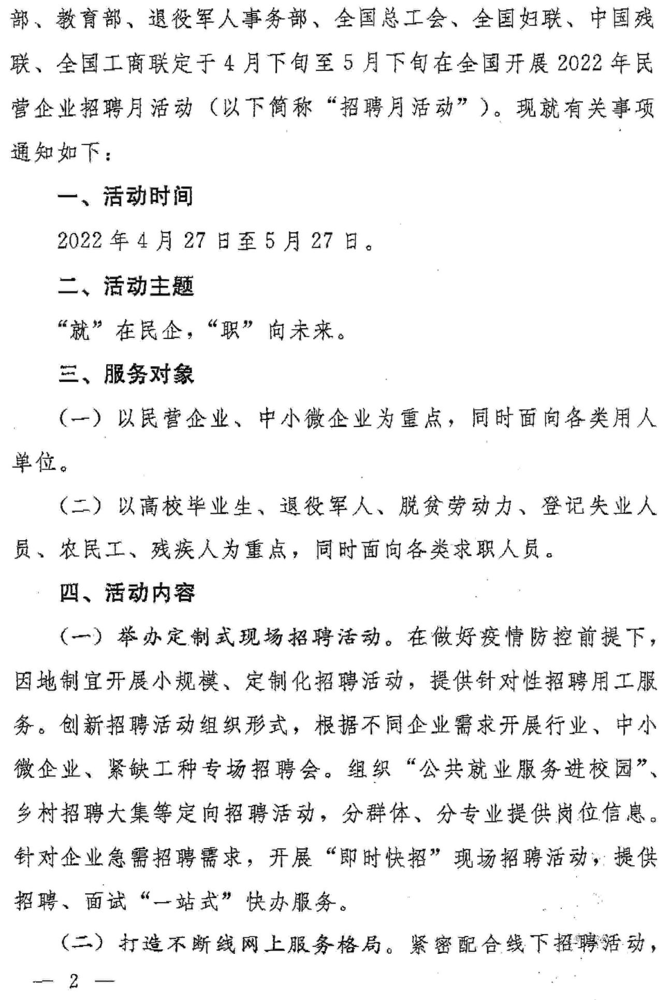 部、教育部、退役军人事务部、全国总工会、全国妇联、中国残
联、全国工商联定于 4 月下旬至 5 月下旬在全国开展 2022 年民
营企业招聘月活动（以下简称“招聘月活动”）。现就有关事项
通知如下：
一、活动时间
2022 年 4 月 27 日至 5 月 27 日。
二、活动主题
“就”在民企，“职”向未来。
三、服务对象
（一）以民营企业、中小微企业为重点，同时面向各类用人
单位。
（二）以高校毕业生、退役军人、脱贫劳动力、登记失业人
员、农民工、残疾人为重点，同时面向各类求职人员。
四、活动内容
（一）举办定制式现场招聘活动。在做好疫情防控前提下，
因地制宜开展小规模、定制化招聘活动，提供针对性招聘用工服
务。创新招聘活动组织形式，根据不同企业需求开展行业、中小
微企业、紧缺工种专场招聘会。组织“公共就业服务进校园”、
乡村招聘大集等定向招聘活动，分群体、分专业提供岗位信息。
针对企业急需招聘需求，开展“即时快招”现场招聘活动，提供
招聘、面试“一站式”快办服务。
（二）打造不断线网上服务格局。紧密配合线下招聘活动，
— 2 —